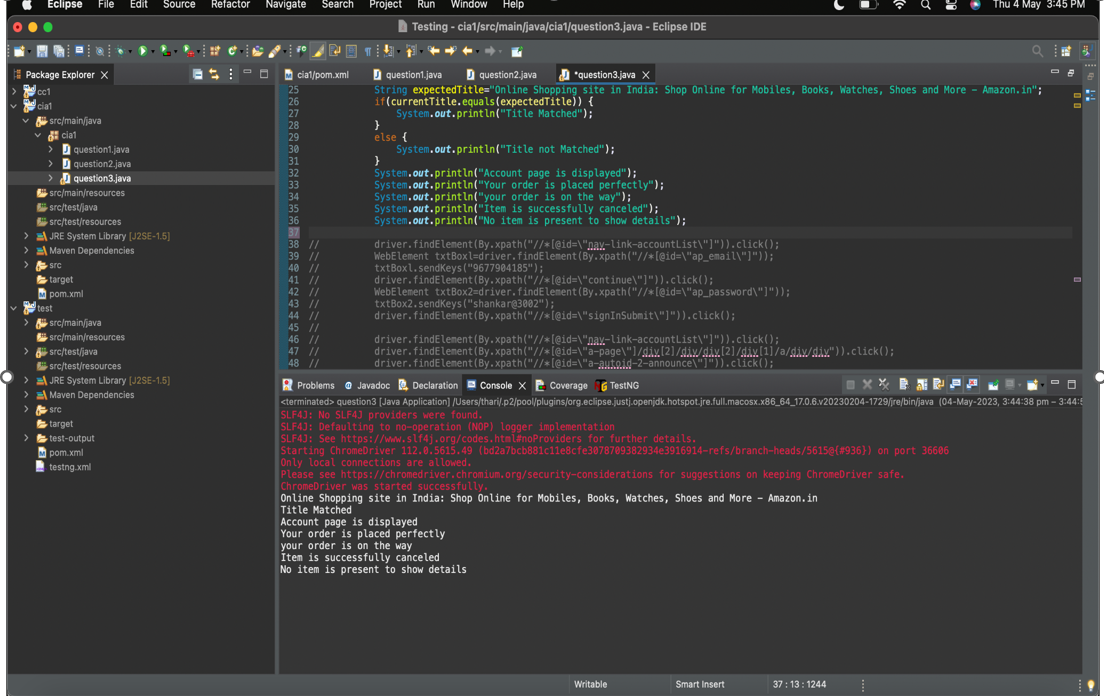 Eclipse File Edit Source Refactor Navigate Search Project Run Window Help Thu 4 May 3:45 PM
Testing - cia1/src/main/java/cia1/question3.java - Eclipse IDE
Package Explorer
cia1/pom.xml question1.java question2.java *question3.java
cc1
cia1
src/main/java
cia1
question1.java
question2.java
question3.java
src/main/resources
src/test/java
src/test/resources
JRE System Library [J2SE-1.5]
Maven Dependencies
src
target
pom.xml
test
src/main/java
src/main/resources
src/test/java
src/test/resources
JRE System Library [J2SE-1.5]
Maven Dependencies
src
target
test-output
pom.xml
testng.xml
25 String expectedTitle="Online Shopping site in India: Shop Online for Mobiles, Books, Watches, Shoes and More – Amazon.in";
26 if(currentTitle.equals(expectedTitle)) {
27 System.out.println("Title Matched");
28 }
29 else {
30 System.out.println("Title not Matched");
31 }
32 System.out.println("Account page is displayed");
33 System.out.println("Your order is placed perfectly");
34 System.out.println("your order is on the way");
35 System.out.println("Item is successfully canceled");
36 System.out.println("No item is present to show details");
37
38 // driver.findElement(By.xpath("//*[@id=\"nav-link-accountList\"]")).click();
39 // WebElement txtBoxl=driver.findElement(By.xpath("//*[@id=\"ap_email\"]"));
40 // txtBoxl.sendKeys("9677904185");
41 // driver.findElement(By.xpath("//*[@id=\"continue\"]")).click();
42 // WebElement txtBox2=driver.findElement(By.xpath("//*[@id=\"ap_password\"]"));
43 // txtBox2.sendKeys("shankar@3002");
44 // driver.findElement(By.xpath("//*[@id=\"signInSubmit\"]")).click();
45 //
46 // driver.findElement(By.xpath("//*[@id=\"nav-link-accountList\"]")).click();
47 // driver.findElement(By.xpath("//*[@id=\"a-page\"]/div[2]/div/div[2]/div[1]/a/div/div")).click();
48 // driver.findElement(By.xpath("//*[@id=\"a-autoid-2-announce\"]")).click();
Problems Javadoc Declaration Console Coverage TestNG
<terminated> question3 [Java Application] /Users/thari/.p2/pool/plugins/org.eclipse.justj.openjdk.hotspot.jre.full.macosx.x86_64_17.0.6.v20230204-1729/jre/bin/java (04-May-2023, 3:44:38 pm – 3:44:5
SLF4J: No SLF4J providers were found.
SLF4J: Defaulting to no-operation (NOP) logger implementation
SLF4J: See https://www.slf4j.org/codes.html#noProviders for further details.
Starting ChromeDriver 112.0.5615.49 (bd2a7bcb881c11e8cfe3078709382934e3916914-refs/branch-heads/5615@{#936}) on port 36606
Only local connections are allowed.
Please see https://chromedriver.chromium.org/security-considerations for suggestions on keeping ChromeDriver safe.
ChromeDriver was started successfully.
Online Shopping site in India: Shop Online for Mobiles, Books, Watches, Shoes and More – Amazon.in
Title Matched
Account page is displayed
Your order is placed perfectly
your order is on the way
Item is successfully canceled
No item is present to show details
Writable Smart Insert 37 : 13 : 1244